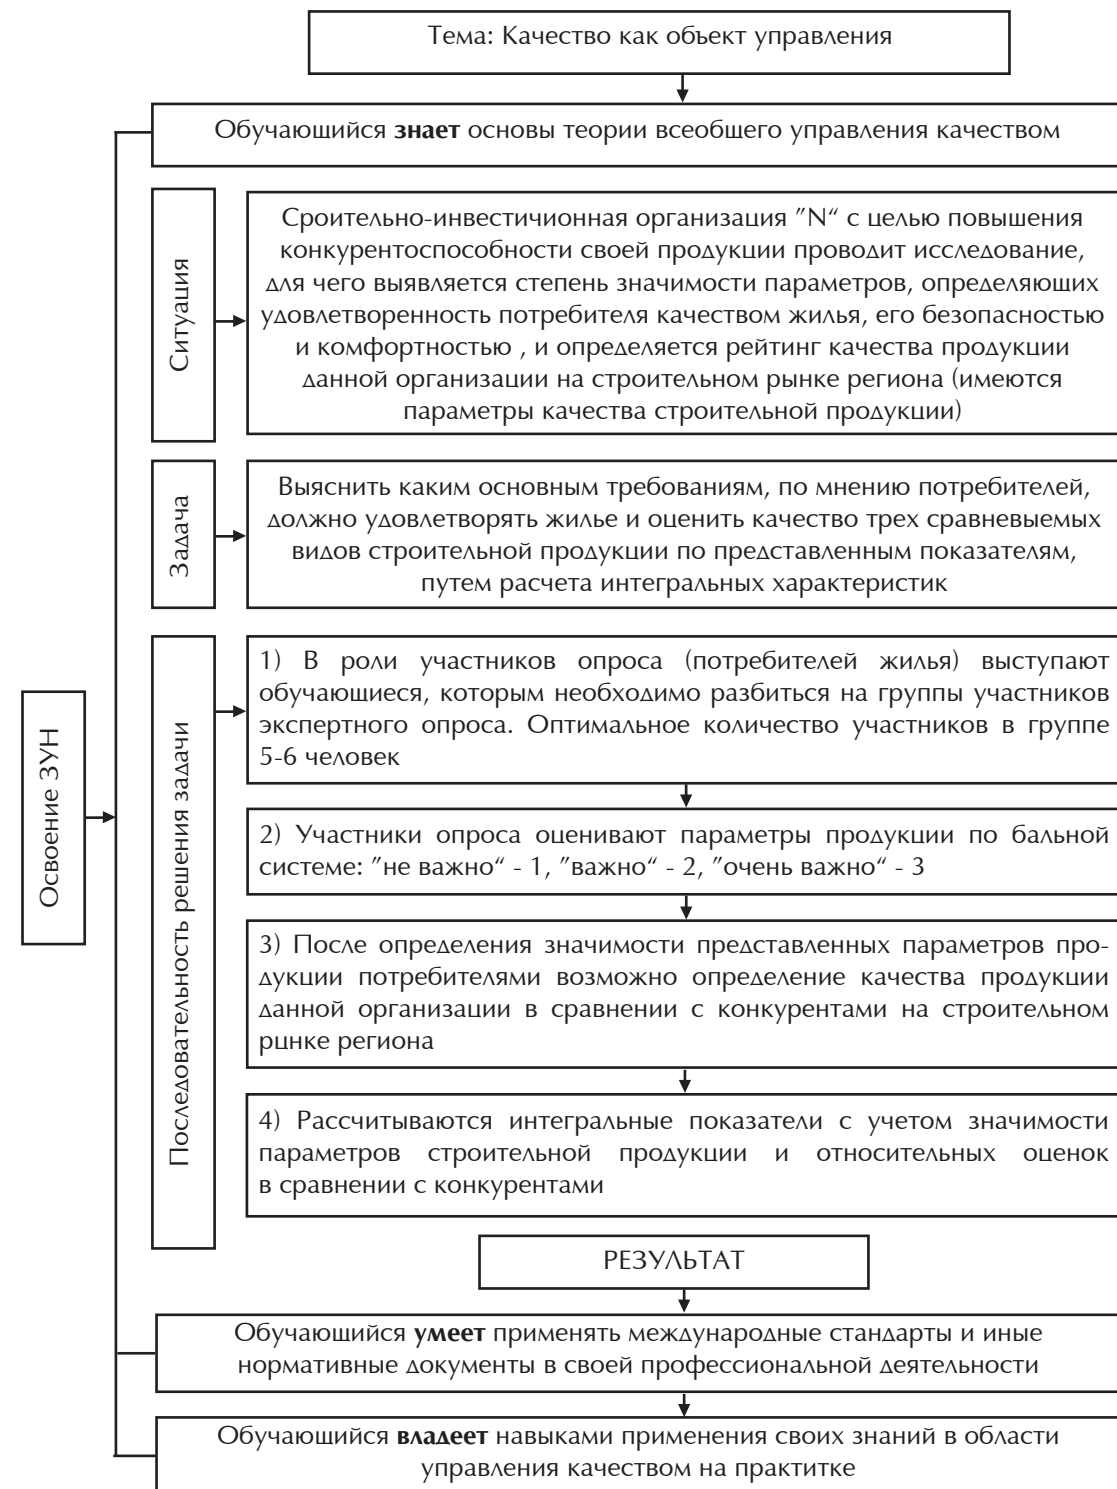 Тема: Качество как объект управления
Обучающийся знает основы теории всеобщего управления качеством
Ситуация
Сроительно-инвестичионная организация ”N“ с целью повышения
конкурентоспособности своей продукции проводит исследование,
для чего выявляется степень значимости параметров, определяющих
удовлетворенность потребителя качеством жилья, его безопасностью
и комфортностью , и определяется рейтинг качества продукции
данной организации на строительном рынке региона (имеются
параметры качества строительной продукции)
Задача
Выяснить каким основным требованиям, по мнению потребителей,
должно удовлетворять жилье и оценить качество трех сравневыемых
видов строительной продукции по представленным показателям,
путем расчета интегральных характеристик
Освоение ЗУН
Последовательность решения задачи
1) В роли участников опроса (потребителей жилья) выступают
обучающиеся, которым необходимо разбиться на группы участников
экспертного опроса. Оптимальное количество участников в группе
5-6 человек
2) Участники опроса оценивают параметры продукции по бальной
системе: ”не важно“ - 1, ”важно“ - 2, ”очень важно“ - 3
3) После определения значимости представленных параметров про-
дукции потребителями возможно определение качества продукции
данной организации в сравнении с конкурентами на строительном
рцнке региона
4) Рассчитываются интегральные показатели с учетом значимости
параметров строительной продукции и относительных оценок
в сравнении с конкурентами
РЕЗУЛЬТАТ
Обучающийся умеет применять международные стандарты и иные
нормативные документы в своей профессиональной деятельности
Обучающийся владеет навыками применения своих знаний в области
управления качеством на практитке